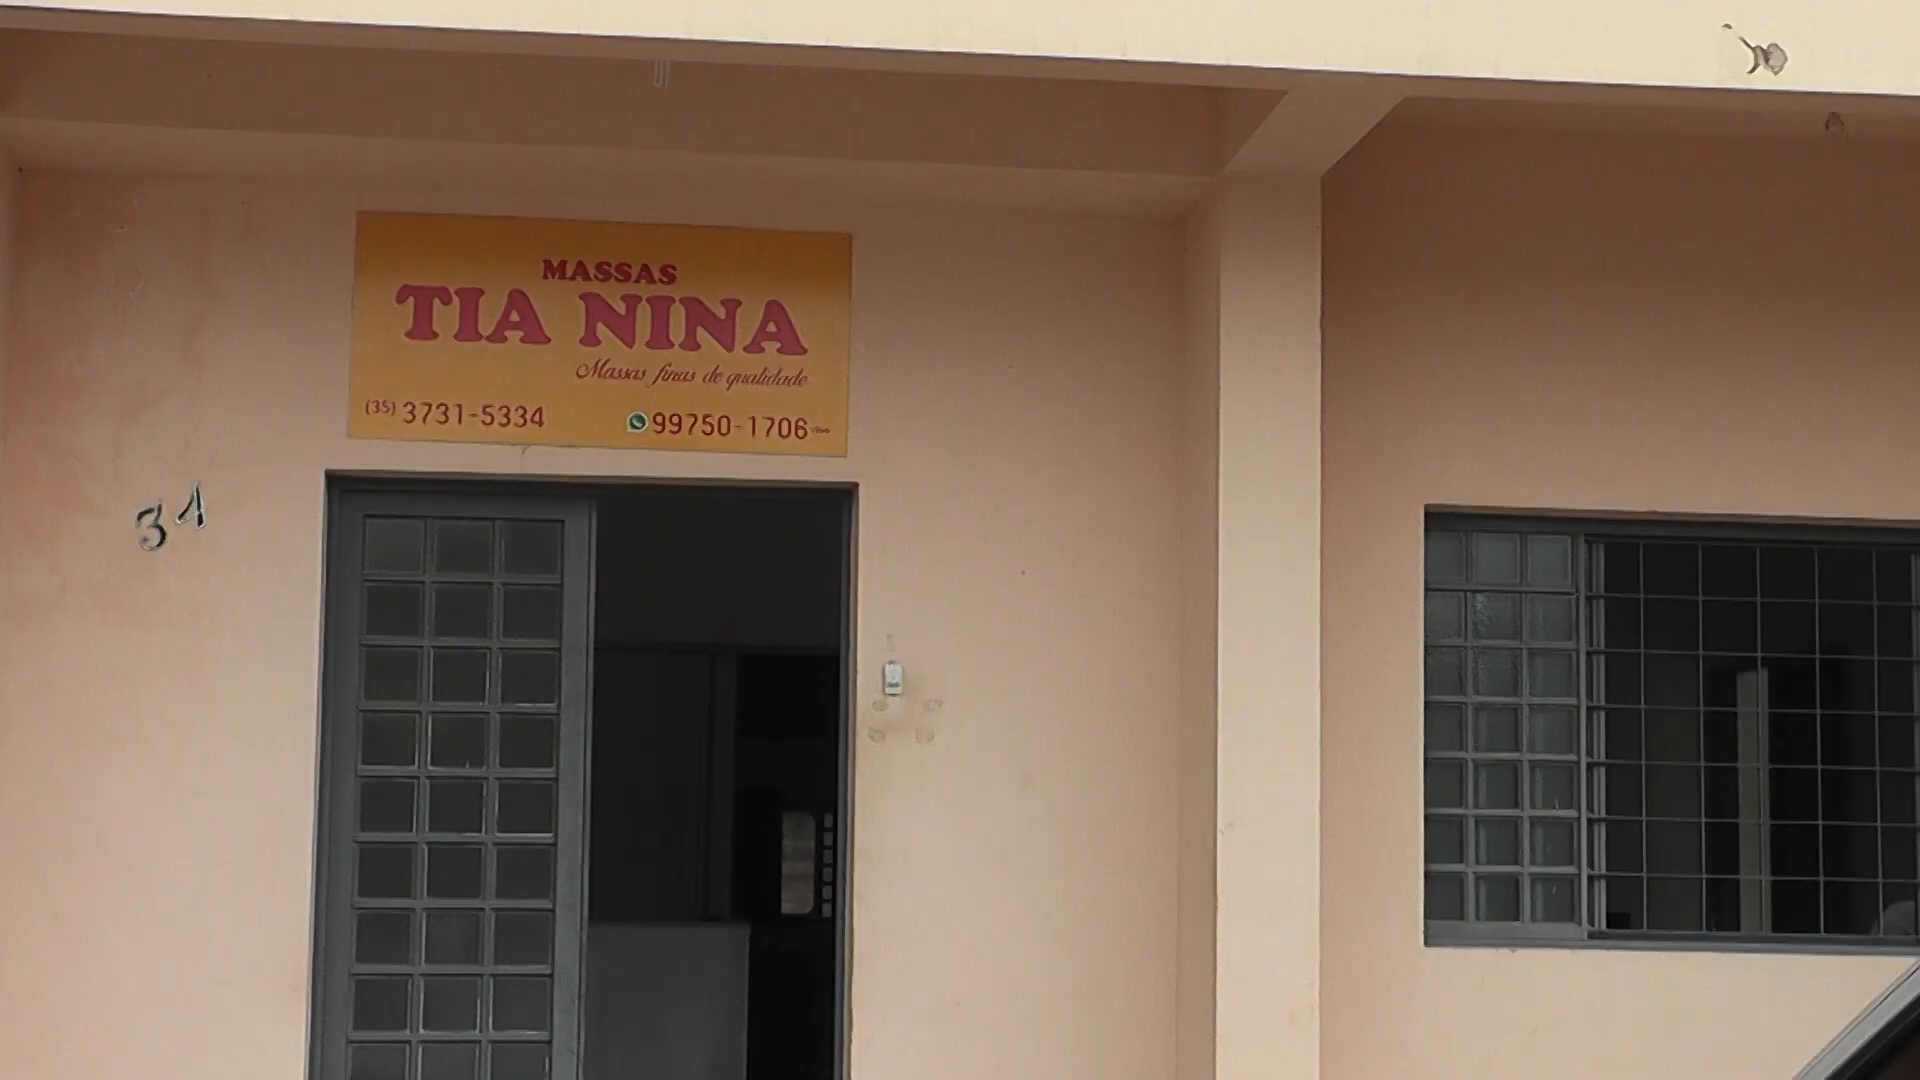 MASSAS
TIA NINA
Massas finas de qualidade
(35) 3731-5334
99750-1706
34